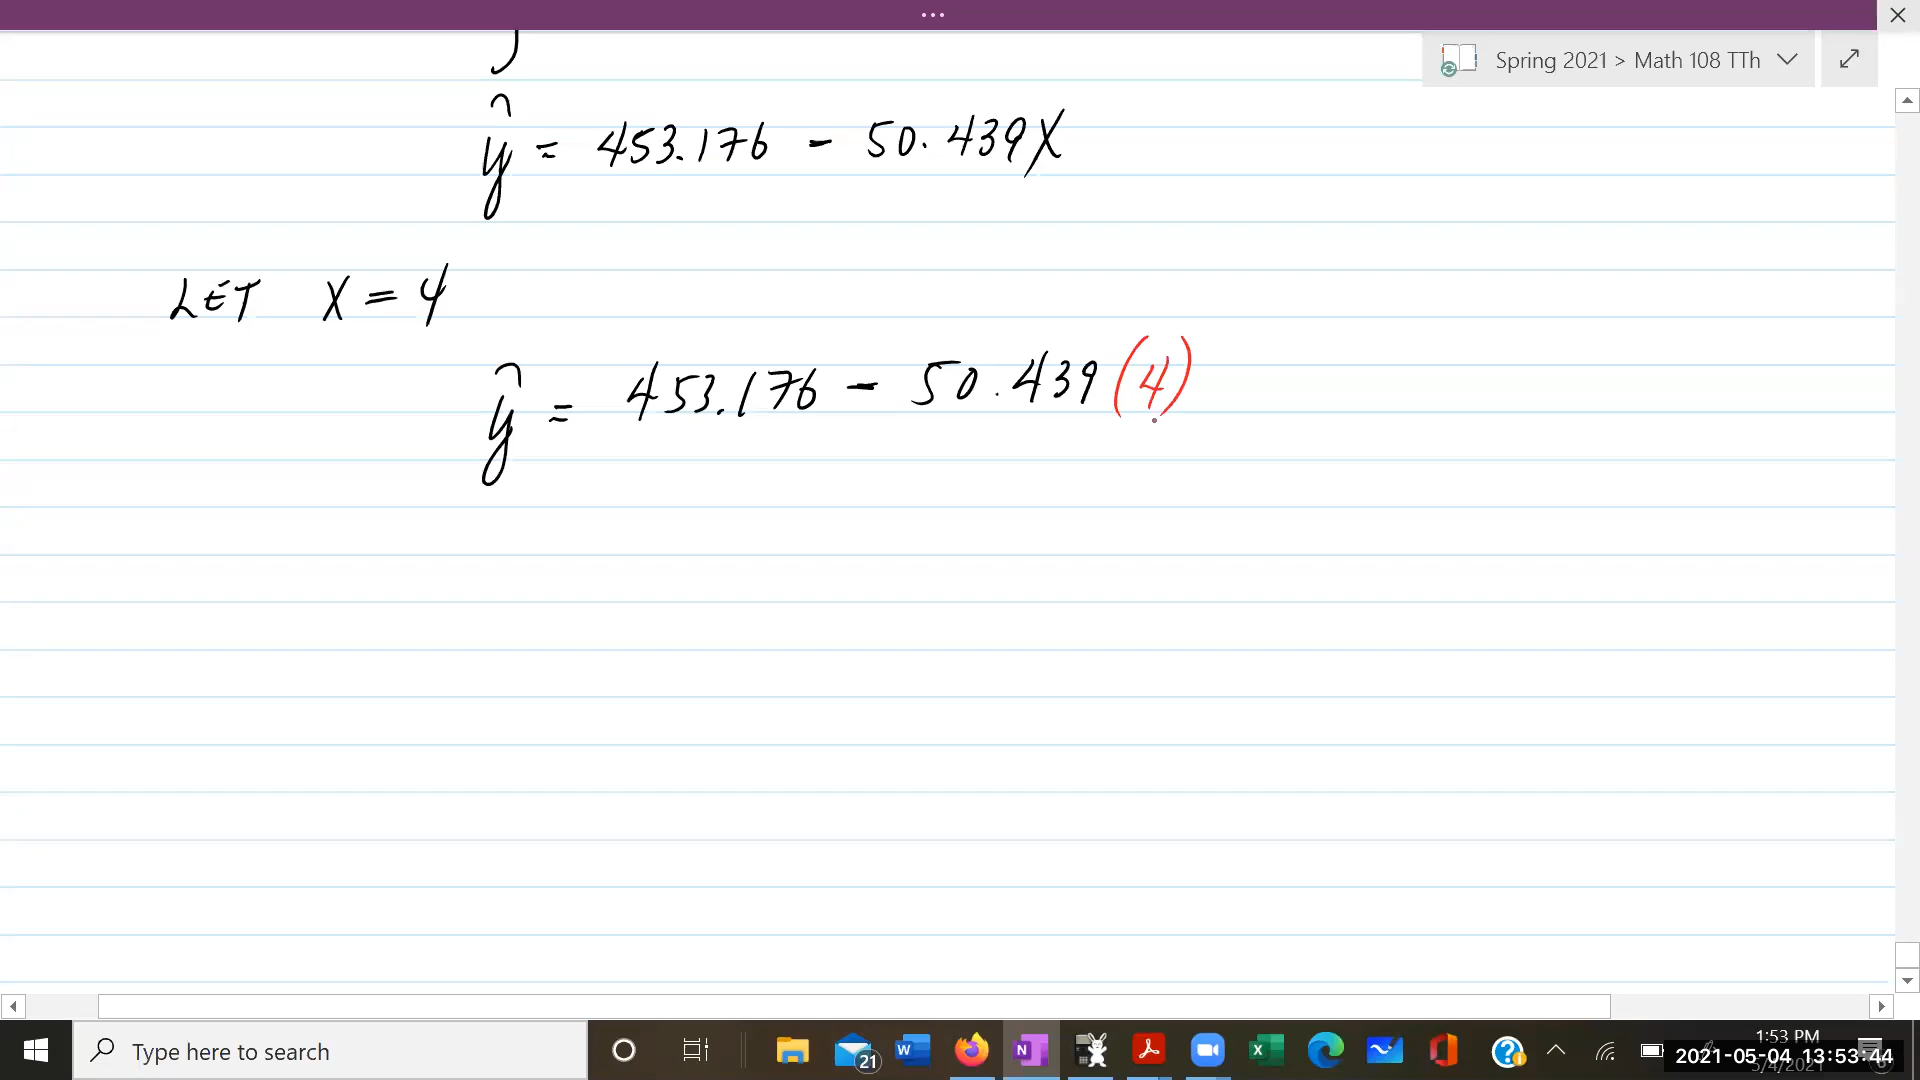 ...
Spring 2021 > Math 108 TTh
ŷ = 453.176 - 50.439X
LET X = 4
ŷ = 453.176 - 50.439(4)
Type here to search
21
1:53 PM
2021-05-04 13:53:44